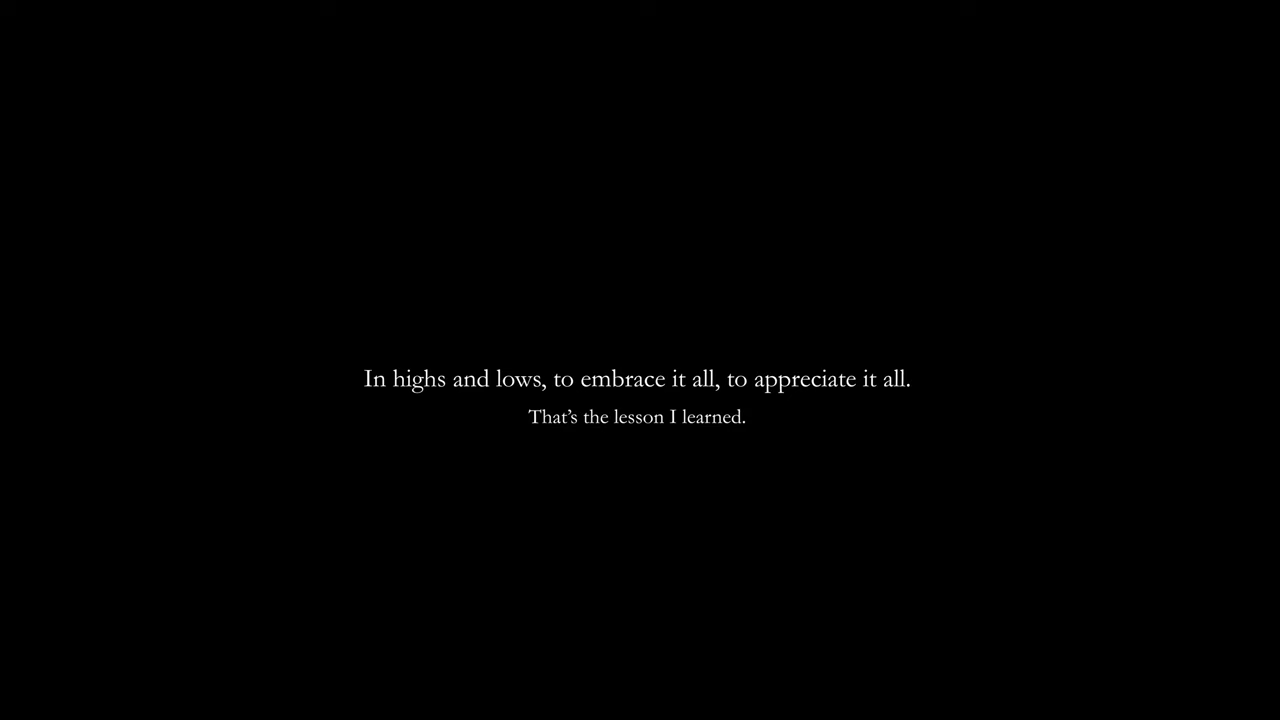 In highs and lows, to embrace it all, to appreciate it all.
That’s the lesson I learned.